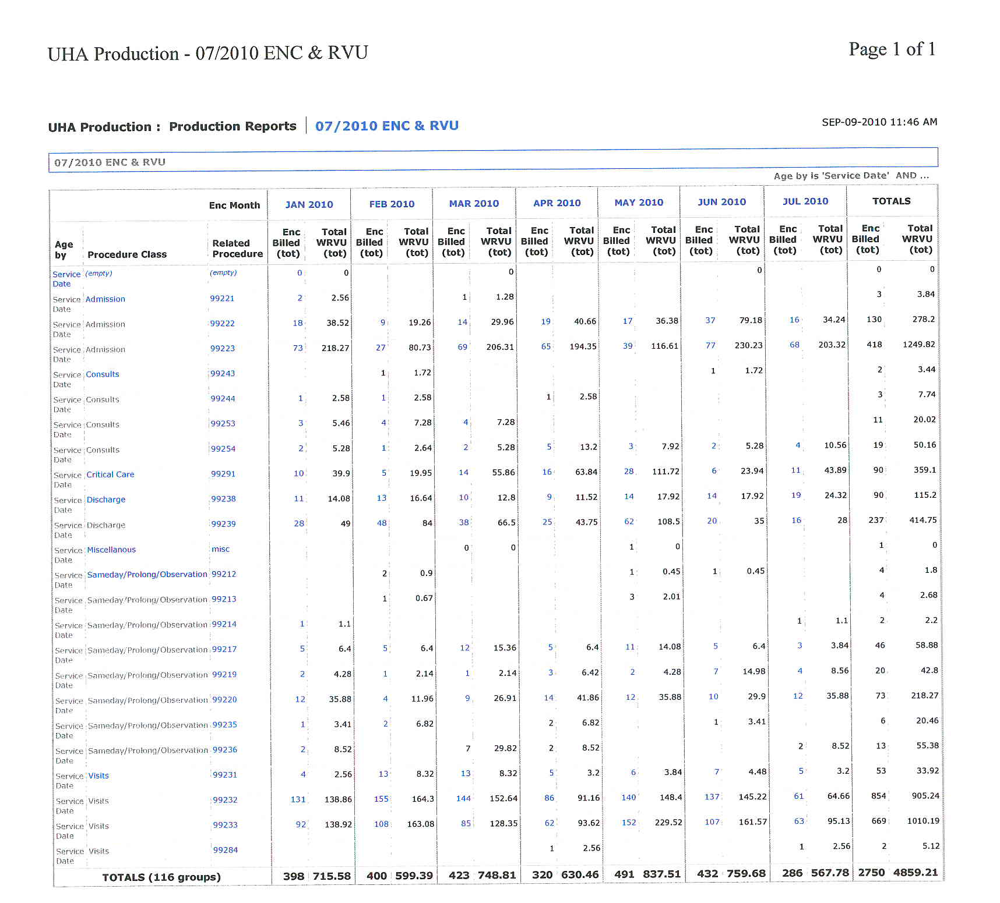 UHA Production - 07/2010 ENC & RVU Page 1 of 1
UHA Production : Production Reports | 07/2010 ENC & RVU SEP-09-2010 11:46 AM
07/2010 ENC & RVU
Age by is 'Service Date' AND ...
Enc Month JAN 2010 FEB 2010 MAR 2010 APR 2010 MAY 2010 JUN 2010 JUL 2010 TOTALS
Enc Total Enc Total Enc Total Enc Total Enc Total Enc Total Enc Total Enc Total
Age Related Billed WRVU Billed WRVU Billed WRVU Billed WRVU Billed WRVU Billed WRVU Billed WRVU Billed WRVU
by Procedure Class Procedure (tot) (tot) (tot) (tot) (tot) (tot) (tot) (tot) (tot) (tot) (tot) (tot) (tot) (tot) (tot) (tot)
Service (empty) (empty) 0 0 0 0 0 0
Date
Service Admission 99221 2 2.56 1 1.28 3 3.84
Date
Service Admission 99222 18 38.52 9 19.26 14 29.96 19 40.66 17 36.38 37 79.18 16 34.24 130 278.2
Date
Service Admission 99223 73 218.27 27 80.73 69 206.31 65 194.35 39 116.61 77 230.23 68 203.32 418 1249.82
Date
Service Consults 99243 1 1.72 1 1.72 2 3.44
Date
Service Consults 99244 1 2.58 1 2.58 1 2.58 3 7.74
Date
Service Consults 99253 3 5.46 4 7.28 4 7.28 11 20.02
Date
Service Consults 99254 2 5.28 1 2.64 2 5.28 5 13.2 3 7.92 2 5.28 4 10.56 19 50.16
Date
Service Critical Care 99291 10 39.9 5 19.95 14 55.86 16 63.84 28 111.72 6 23.94 11 43.89 90 359.1
Date
Service Discharge 99238 11 14.08 13 16.64 10 12.8 9 11.52 14 17.92 14 17.92 19 24.32 90 115.2
Date
Service Discharge 99239 28 49 48 84 38 66.5 25 43.75 62 108.5 20 35 16 28 237 414.75
Date
Service Miscellanous misc 0 0 1 0 1 0
Date
Service Sameday/Prolong/Observation 99212 2 0.9 1 0.45 1 0.45 4 1.8
Date
Service Sameday/Prolong/Observation 99213 1 0.67 3 2.01 4 2.68
Date
Service Sameday/Prolong/Observation 99214 1 1.1 1 1.1 2 2.2
Date
Service Sameday/Prolong/Observation 99217 5 6.4 5 6.4 12 15.36 5 6.4 11 14.08 5 6.4 3 3.84 46 58.88
Date
Service Sameday/Prolong/Observation 99219 2 4.28 1 2.14 1 2.14 3 6.42 2 4.28 7 14.98 4 8.56 20 42.8
Date
Service Sameday/Prolong/Observation 99220 12 35.88 4 11.96 9 26.91 14 41.86 12 35.88 10 29.9 12 35.88 73 218.27
Date
Service Sameday/Prolong/Observation 99235 1 3.41 2 6.82 2 6.82 1 3.41 6 20.46
Date
Service Sameday/Prolong/Observation 99236 2 8.52 7 29.82 2 8.52 2 8.52 13 55.38
Date
Service Visits 99231 4 2.56 13 8.32 13 8.32 5 3.2 6 3.84 7 4.48 5 3.2 53 33.92
Date
Service Visits 99232 131 138.86 155 164.3 144 152.64 86 91.16 140 148.4 137 145.22 61 64.66 854 905.24
Date
Service Visits 99233 92 138.92 108 163.08 85 128.35 62 93.62 152 229.52 107 161.57 63 95.13 669 1010.19
Date
Service Visits 99284 1 2.56 1 2.56 2 5.12
Date
TOTALS (116 groups) 398 715.58 400 599.39 423 748.81 320 630.46 491 837.51 432 759.68 286 567.78 2750 4859.21